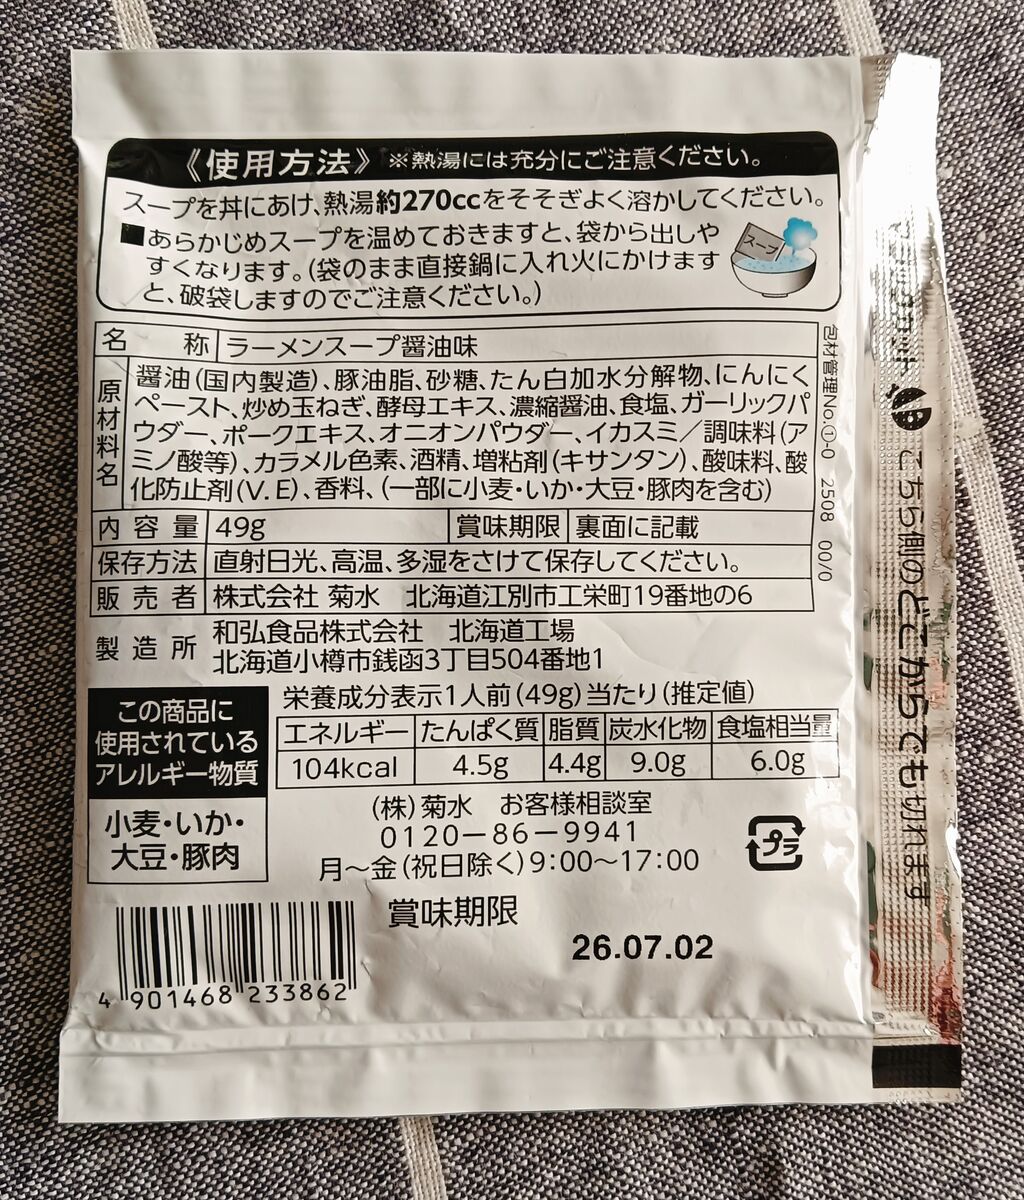 《使用方法》 ※熱湯には充分にご注意ください。
スープを丼にあけ、熱湯約270ccをそそぎよく溶かしてください。
■あらかじめスープを温めておきますと、袋から出しや
すくなります。(袋のまま直接鍋に入れ火にかけます
と、破袋しますのでご注意ください。)
スープ
名称 ラーメンスープ醤油味
原材料名 醤油(国内製造)、豚油脂、砂糖、たん白加水分解物、にんにく
ペースト、炒め玉ねぎ、酵母エキス、濃縮醤油、食塩、ガーリックパ
ウダー、ポークエキス、オニオンパウダー、イカスミ/調味料(ア
ミノ酸等)、カラメル色素、酒精、増粘剤(キサンタン)、酸味料、酸
化防止剤(V.E)、香料、(一部に小麦・いか・大豆・豚肉を含む)
内容量 49g 賞味期限 裏面に記載
保存方法 直射日光、高温、多湿をさけて保存してください。
販売者 株式会社 菊水 北海道江別市工栄町19番地の6
製造所 和弘食品株式会社 北海道工場
北海道小樽市銭函3丁目504番地1
包材管理No.①-0 2508 00/0
この商品に
使用されている
アレルギー物質
小麦・いか・
大豆・豚肉
栄養成分表示1人前(49g)当たり(推定値)
エネルギー たんぱく質 脂質 炭水化物 食塩相当量
104kcal 4.5g 4.4g 9.0g 6.0g
(株)菊水 お客様相談室
0120-86-9941
月〜金(祝日除く)9:00〜17:00
プラ
賞味期限
26.07.02
4 901468 233862
こちら側のどこからでも切れます